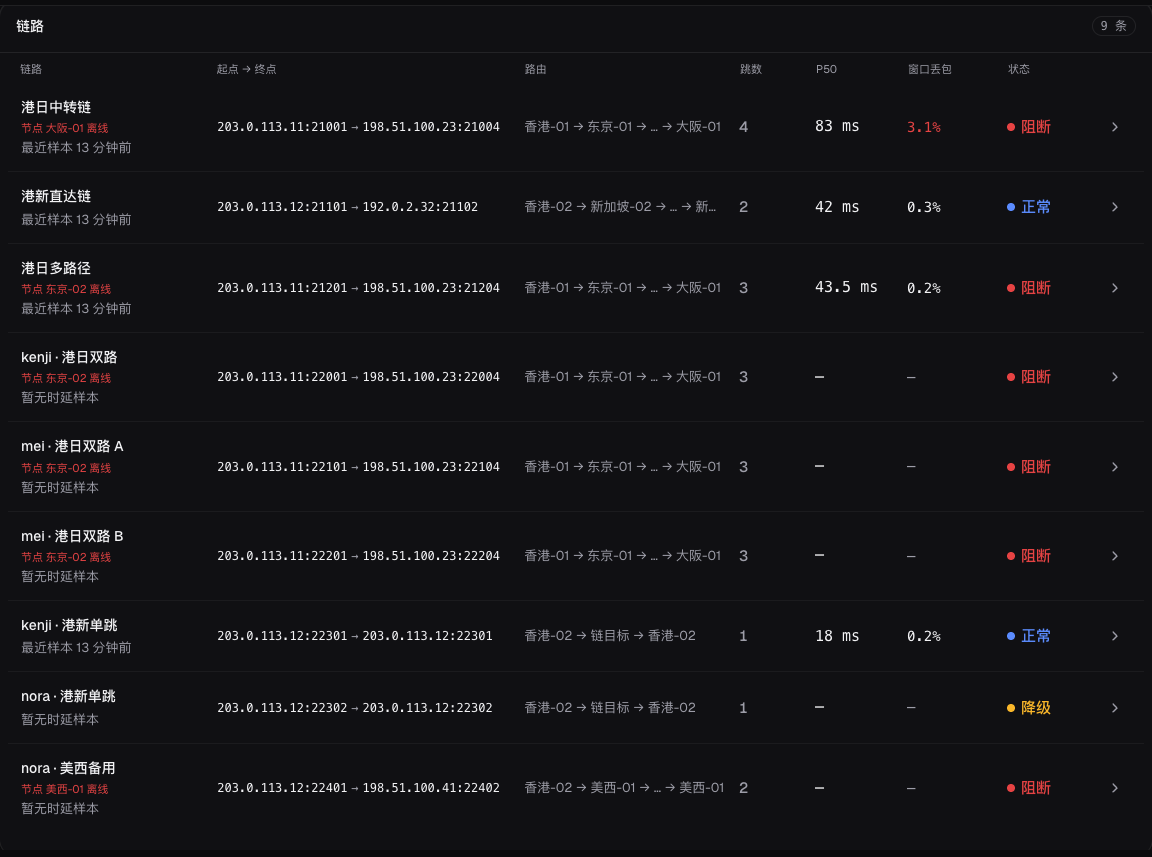 链路
9 条
链路 起点 → 终点 路由 跳数 P50 窗口丢包 状态
港日中转链
节点 大阪-01 离线
最近样本 13 分钟前
203.0.113.11:21001 → 198.51.100.23:21004 香港-01 → 东京-01 → … → 大阪-01 4 83 ms 3.1% 阻断
港新直达链
最近样本 13 分钟前
203.0.113.12:21101 → 192.0.2.32:21102 香港-02 → 新加坡-02 → … → 新… 2 42 ms 0.3% 正常
港日多路径
节点 东京-02 离线
最近样本 13 分钟前
203.0.113.11:21201 → 198.51.100.23:21204 香港-01 → 东京-01 → … → 大阪-01 3 43.5 ms 0.2% 阻断
kenji · 港日双路
节点 东京-02 离线
暂无时延样本
203.0.113.11:22001 → 198.51.100.23:22004 香港-01 → 东京-01 → … → 大阪-01 3 — — 阻断
mei · 港日双路 A
节点 东京-02 离线
暂无时延样本
203.0.113.11:22101 → 198.51.100.23:22104 香港-01 → 东京-01 → … → 大阪-01 3 — — 阻断
mei · 港日双路 B
节点 东京-02 离线
暂无时延样本
203.0.113.11:22201 → 198.51.100.23:22204 香港-01 → 东京-01 → … → 大阪-01 3 — — 阻断
kenji · 港新单跳
最近样本 13 分钟前
203.0.113.12:22301 → 203.0.113.12:22301 香港-02 → 链目标 → 香港-02 1 18 ms 0.2% 正常
nora · 港新单跳
暂无时延样本
203.0.113.12:22302 → 203.0.113.12:22302 香港-02 → 链目标 → 香港-02 1 — — 降级
nora · 美西备用
节点 美西-01 离线
暂无时延样本
203.0.113.12:22401 → 198.51.100.41:22402 香港-02 → 美西-01 → … → 美西-01 2 — — 阻断